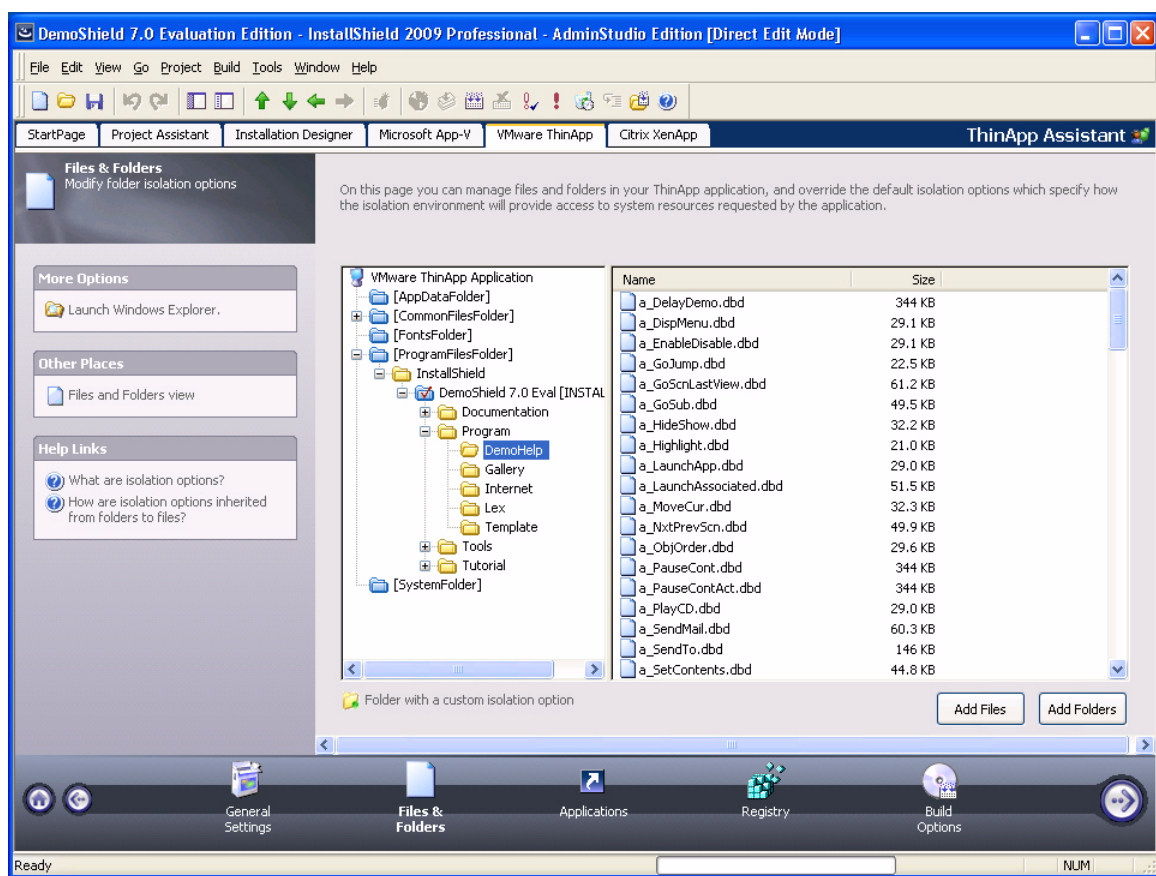 DemoShield 7.0 Evaluation Edition - InstallShield 2009 Professional - AdminStudio Edition [Direct Edit Mode]
File Edit View Go Project Build Tools Window Help
StartPage Project Assistant Installation Designer Microsoft App-V VMware ThinApp Citrix XenApp ThinApp Assistant
Files & Folders
Modify folder isolation options
On this page you can manage files and folders in your ThinApp application, and override the default isolation options which specify how
the isolation environment will provide access to system resources requested by the application.
More Options
Launch Windows Explorer.
Other Places
Files and Folders view
Help Links
What are isolation options?
How are isolation options inherited
from folders to files?
VMware ThinApp Application
[AppDataFolder]
[CommonFilesFolder]
[FontsFolder]
[ProgramFilesFolder]
InstallShield
DemoShield 7.0 Eval [INSTAL
Documentation
Program
DemoHelp
Gallery
Internet
Lex
Template
Tools
Tutorial
[SystemFolder]
Name Size
a_DelayDemo.dbd 344 KB
a_DispMenu.dbd 29.1 KB
a_EnableDisable.dbd 29.1 KB
a_GoJump.dbd 22.5 KB
a_GoScnLastView.dbd 61.2 KB
a_GoSub.dbd 49.5 KB
a_HideShow.dbd 32.2 KB
a_Highlight.dbd 21.0 KB
a_LaunchApp.dbd 29.0 KB
a_LaunchAssociated.dbd 51.5 KB
a_MoveCur.dbd 32.3 KB
a_NxtPrevScn.dbd 49.9 KB
a_ObjOrder.dbd 29.6 KB
a_PauseCont.dbd 344 KB
a_PauseContAct.dbd 344 KB
a_PlayCD.dbd 29.0 KB
a_SendMail.dbd 60.3 KB
a_SendTo.dbd 146 KB
a_SetContents.dbd 44.8 KB
Folder with a custom isolation option
Add Files Add Folders
General
Settings
Files &
Folders
Applications
Registry
Build
Options
Ready NUM